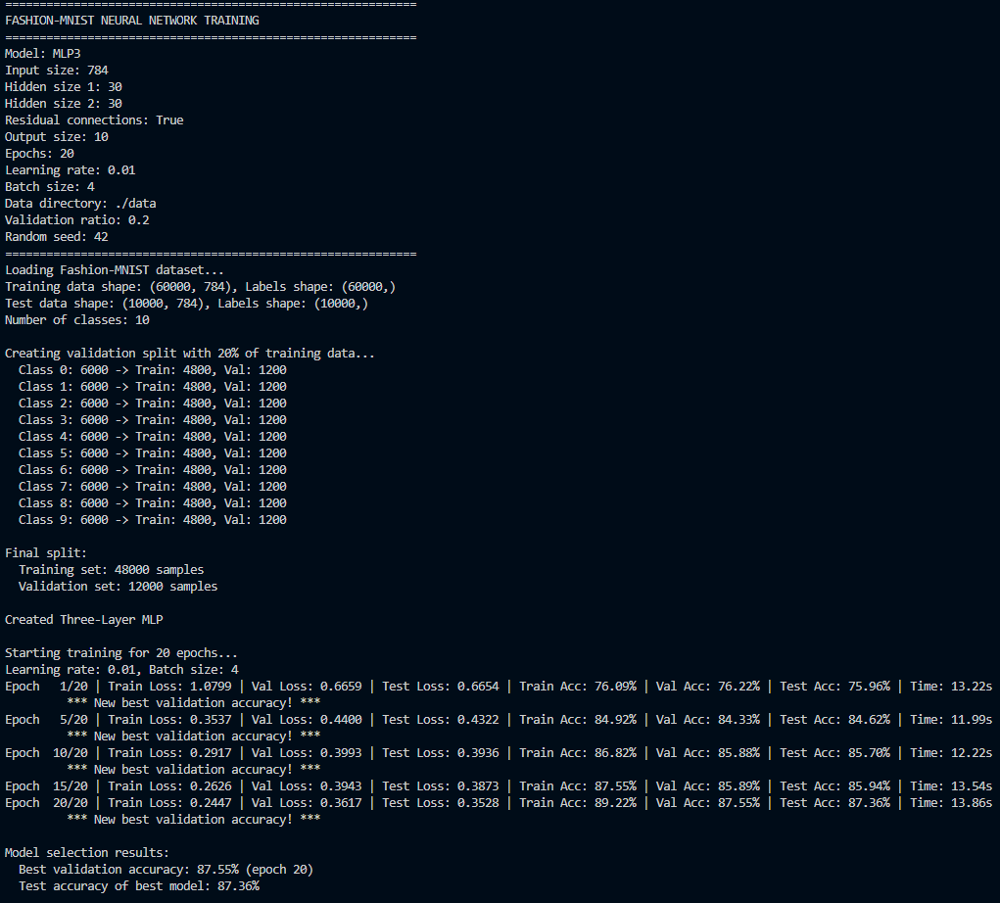 ============================================================
FASHION-MNIST NEURAL NETWORK TRAINING
============================================================
Model: MLP3
Input size: 784
Hidden size 1: 30
Hidden size 2: 30
Residual connections: True
Output size: 10
Epochs: 20
Learning rate: 0.01
Batch size: 4
Data directory: ./data
Validation ratio: 0.2
Random seed: 42
============================================================
Loading Fashion-MNIST dataset...
Training data shape: (60000, 784), Labels shape: (60000,)
Test data shape: (10000, 784), Labels shape: (10000,)
Number of classes: 10

Creating validation split with 20% of training data...
  Class 0: 6000 -> Train: 4800, Val: 1200
  Class 1: 6000 -> Train: 4800, Val: 1200
  Class 2: 6000 -> Train: 4800, Val: 1200
  Class 3: 6000 -> Train: 4800, Val: 1200
  Class 4: 6000 -> Train: 4800, Val: 1200
  Class 5: 6000 -> Train: 4800, Val: 1200
  Class 6: 6000 -> Train: 4800, Val: 1200
  Class 7: 6000 -> Train: 4800, Val: 1200
  Class 8: 6000 -> Train: 4800, Val: 1200
  Class 9: 6000 -> Train: 4800, Val: 1200

Final split:
  Training set: 48000 samples
  Validation set: 12000 samples

Created Three-Layer MLP

Starting training for 20 epochs...
Learning rate: 0.01, Batch size: 4
Epoch   1/20 | Train Loss: 1.0799 | Val Loss: 0.6659 | Test Loss: 0.6654 | Train Acc: 76.09% | Val Acc: 76.22% | Test Acc: 75.96% | Time: 13.22s
         *** New best validation accuracy! ***
Epoch   5/20 | Train Loss: 0.3537 | Val Loss: 0.4400 | Test Loss: 0.4322 | Train Acc: 84.92% | Val Acc: 84.33% | Test Acc: 84.62% | Time: 11.99s
         *** New best validation accuracy! ***
Epoch  10/20 | Train Loss: 0.2917 | Val Loss: 0.3993 | Test Loss: 0.3936 | Train Acc: 86.82% | Val Acc: 85.88% | Test Acc: 85.70% | Time: 12.22s
         *** New best validation accuracy! ***
Epoch  15/20 | Train Loss: 0.2626 | Val Loss: 0.3943 | Test Loss: 0.3873 | Train Acc: 87.55% | Val Acc: 85.89% | Test Acc: 85.94% | Time: 13.54s
Epoch  20/20 | Train Loss: 0.2447 | Val Loss: 0.3617 | Test Loss: 0.3528 | Train Acc: 89.22% | Val Acc: 87.55% | Test Acc: 87.36% | Time: 13.86s
         *** New best validation accuracy! ***

Model selection results:
  Best validation accuracy: 87.55% (epoch 20)
  Test accuracy of best model: 87.36%